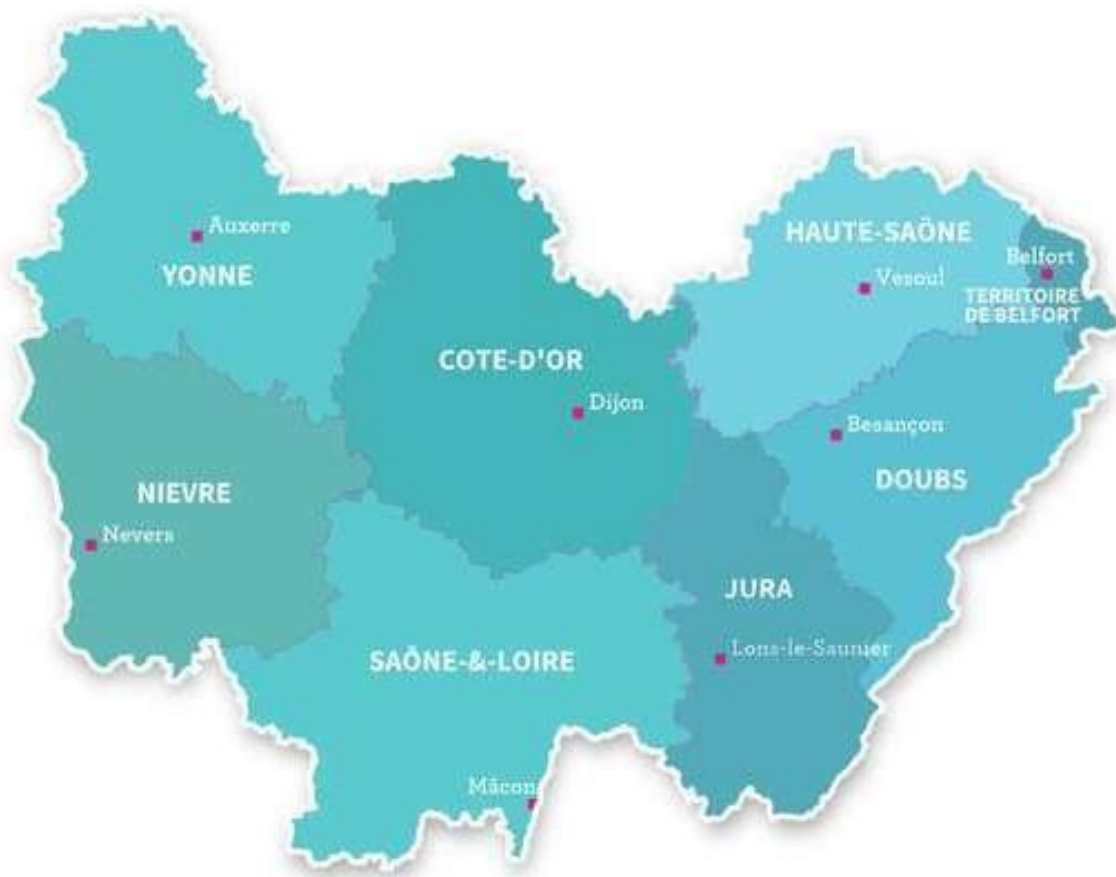 Auxerre
YONNE
HAUTE-SAÔNE
Belfort
Vesoul
TERRITOIRE
DE BELFORT
COTE-D'OR
Dijon
Besançon
DOUBS
NIEVRE
Nevers
JURA
Lons-le-Saunier
SAÔNE-&-LOIRE
Mâcon